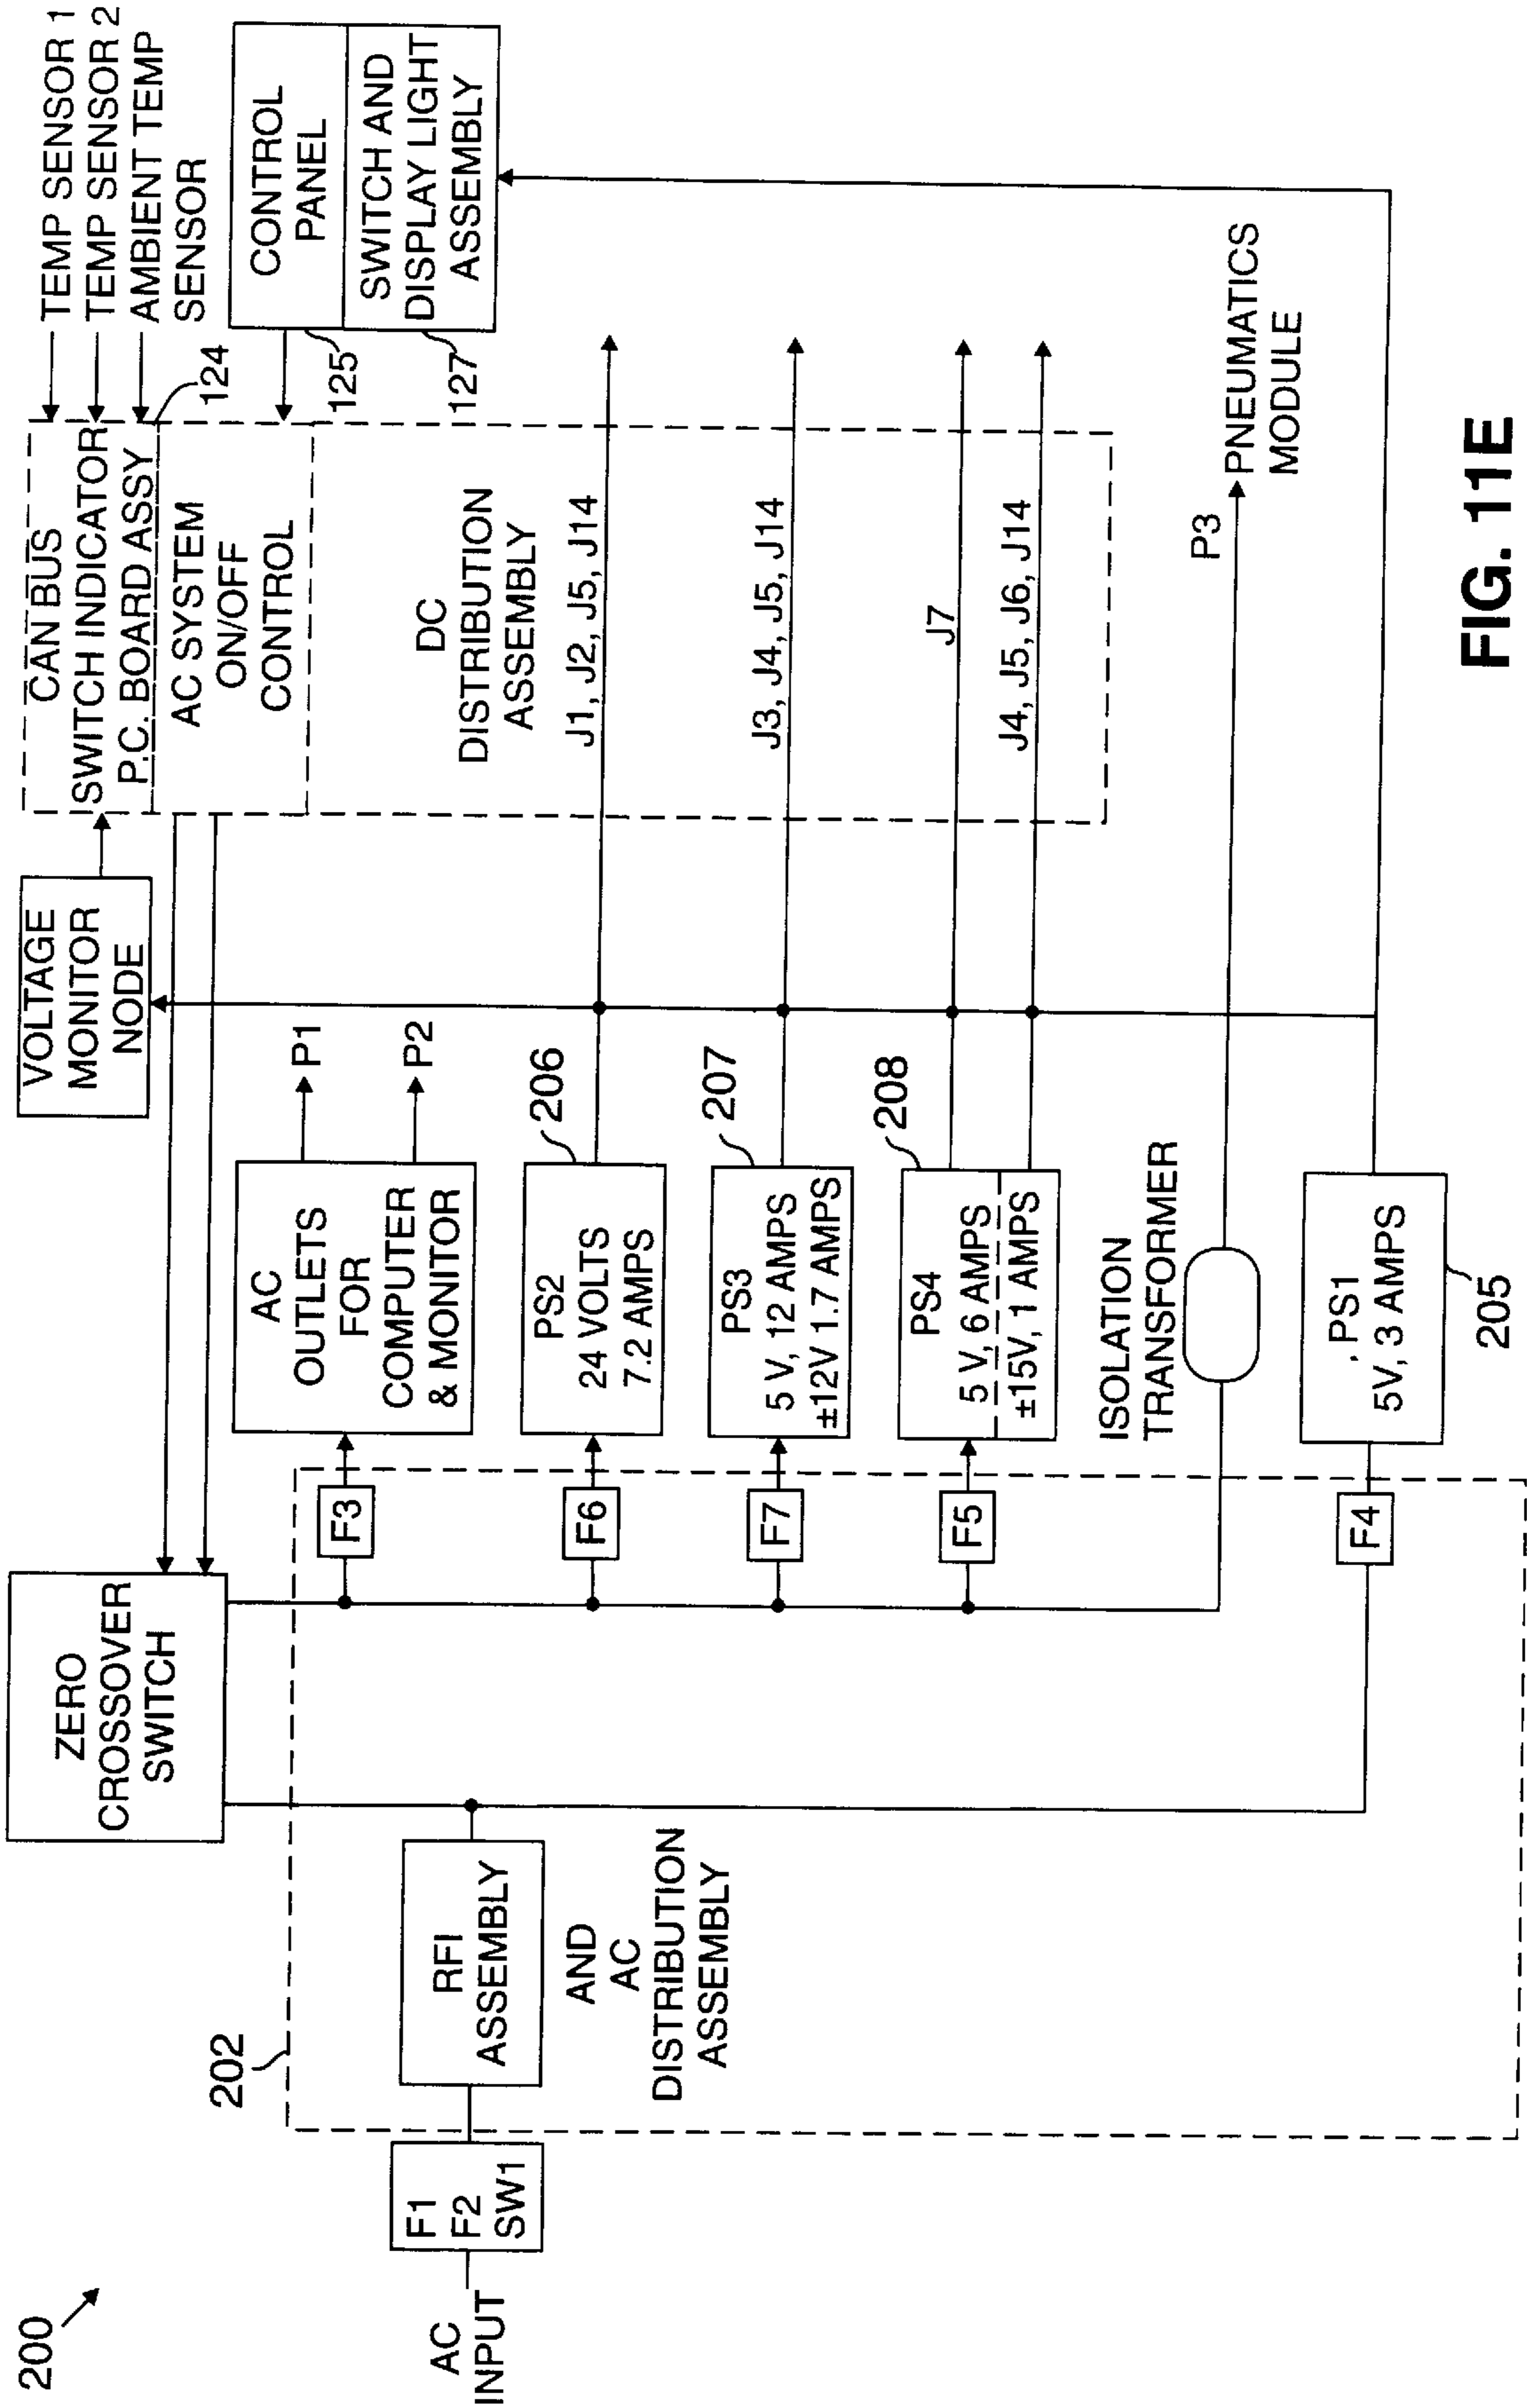 200
AC
INPUT
F1
F2
SW1
202
RFI
ASSEMBLY
AND
AC
DISTRIBUTION
ASSEMBLY
ZERO
CROSSOVER
SWITCH
F3
F6
F7
F5
F4
AC
OUTLETS
FOR
COMPUTER
& MONITOR
P1
P2
PS2
24 VOLTS
7.2 AMPS
206
PS3
5 V, 12 AMPS
±12V 1.7 AMPS
207
PS4
5 V, 6 AMPS
±15V, 1 AMPS
208
ISOLATION
TRANSFORMER
. PS1
5V, 3 AMPS
205
VOLTAGE
MONITOR
NODE
CAN BUS
SWITCH INDICATOR
P.C. BOARD ASSY
AC SYSTEM
ON/OFF
CONTROL
DC
DISTRIBUTION
ASSEMBLY
J1, J2, J5, J14
J3, J4, J5, J14
J7
J4, J5, J6, J14
P3
PNEUMATICS
MODULE
TEMP SENSOR 1
TEMP SENSOR 2
AMBIENT TEMP
SENSOR
124
CONTROL
PANEL
125
SWITCH AND
DISPLAY LIGHT
ASSEMBLY
127
FIG. 11E